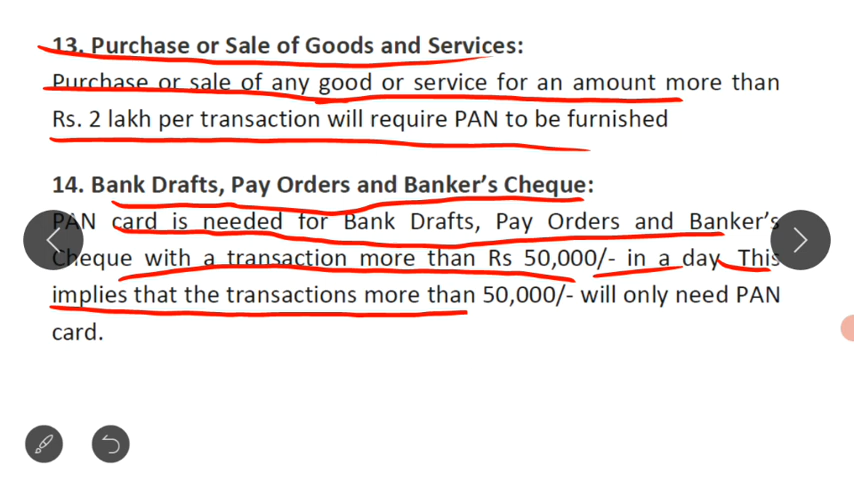 13. Purchase or Sale of Goods and Services:
Purchase or sale of any good or service for an amount more than
Rs. 2 lakh per transaction will require PAN to be furnished
14. Bank Drafts, Pay Orders and Banker's Cheque:
PAN card is needed for Bank Drafts, Pay Orders and Banker's
Cheque with a transaction more than Rs 50,000/- in a day. This
implies that the transactions more than 50,000/- will only need PAN
card.